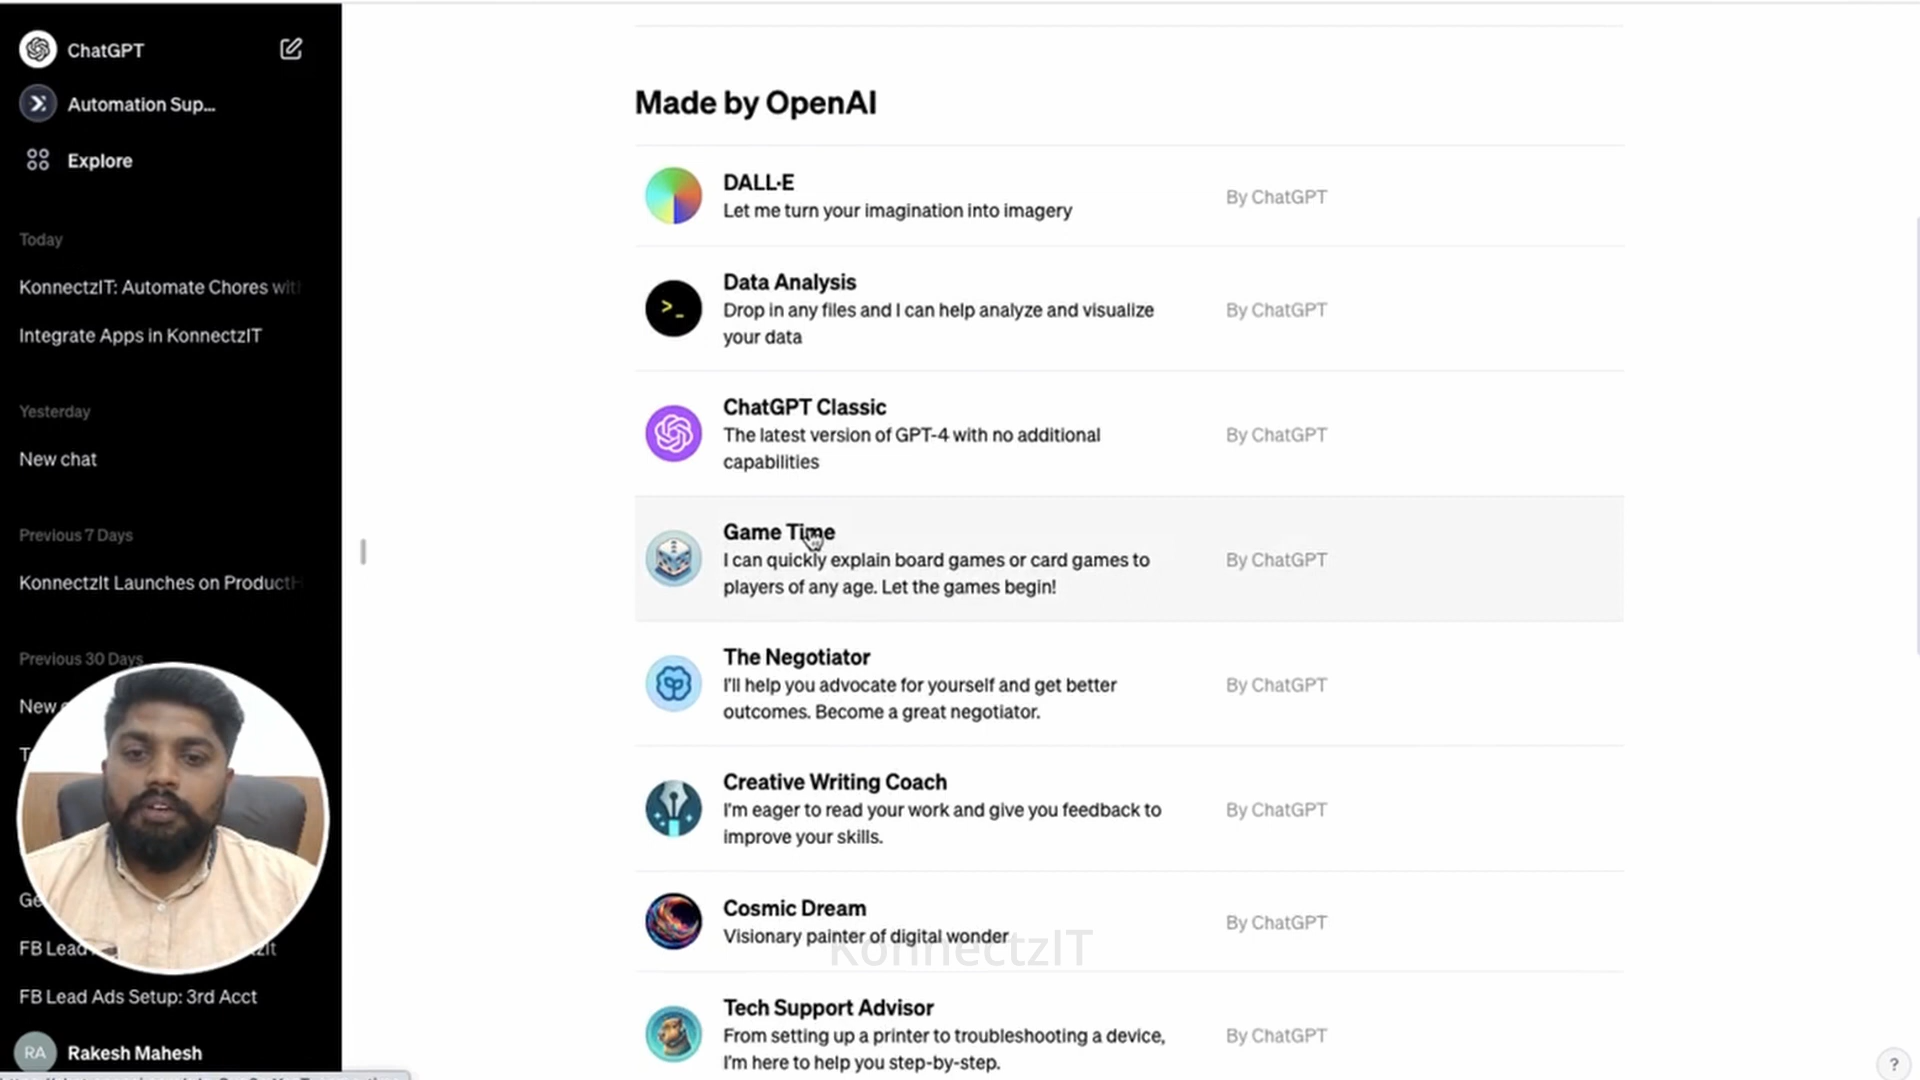 ChatGPT
Automation Sup...
Explore
Today
KonnectzIT: Automate Chores with
Integrate Apps in KonnectzIT
Yesterday
New chat
Previous 7 Days
KonnectzIt Launches on ProductH
Previous 30 Days
New
FB Lead
FB Lead Ads Setup: 3rd Acct
RA
Rakesh Mahesh
Made by OpenAI
DALL·E
Let me turn your imagination into imagery
By ChatGPT
Data Analysis
Drop in any files and I can help analyze and visualize
your data
By ChatGPT
ChatGPT Classic
The latest version of GPT-4 with no additional
capabilities
By ChatGPT
Game Time
I can quickly explain board games or card games to
players of any age. Let the games begin!
By ChatGPT
The Negotiator
I'll help you advocate for yourself and get better
outcomes. Become a great negotiator.
By ChatGPT
Creative Writing Coach
I'm eager to read your work and give you feedback to
improve your skills.
By ChatGPT
Cosmic Dream
Visionary painter of digital wonder
By ChatGPT
KonnectzIT
Tech Support Advisor
From setting up a printer to troubleshooting a device,
I'm here to help you step-by-step.
By ChatGPT
?